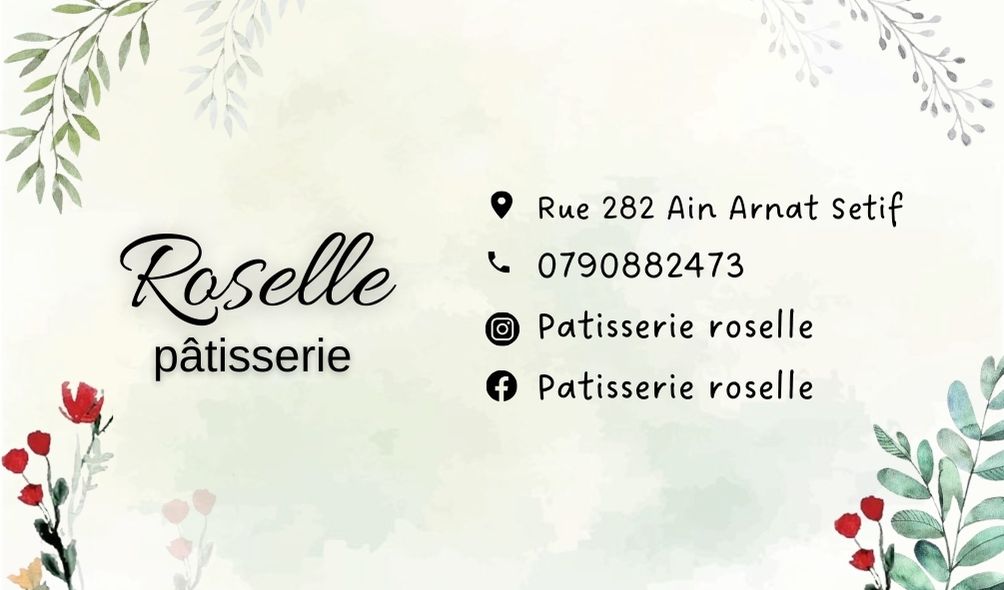 Roselle
pâtisserie
Rue 282 Ain Arnat Setif
0790882473
Patisserie roselle
Patisserie roselle